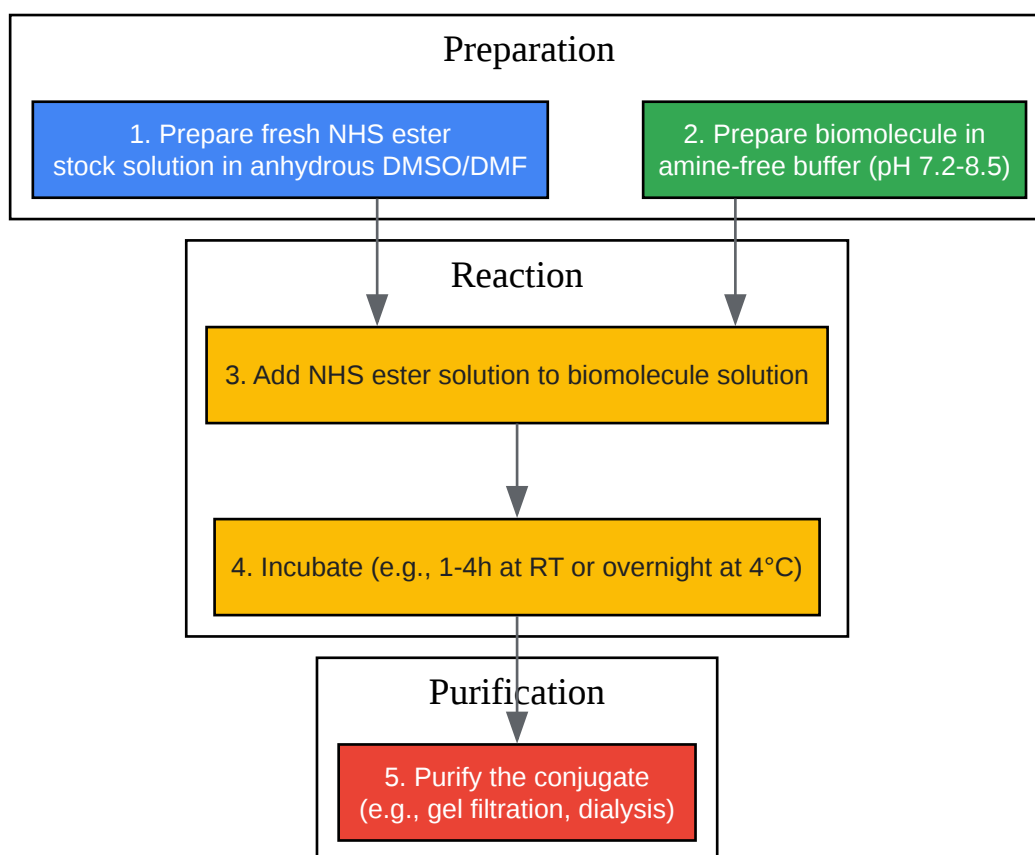 Preparation
1. Prepare fresh NHS ester
stock solution in anhydrous DMSO/DMF
2. Prepare biomolecule in
amine-free buffer (pH 7.2-8.5)
Reaction
3. Add NHS ester solution to biomolecule solution
4. Incubate (e.g., 1-4h at RT or overnight at 4°C)
Purification
5. Purify the conjugate
(e.g., gel filtration, dialysis)